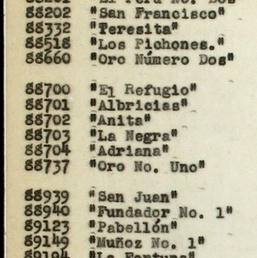 88202 "San Francisco"
88332 "Teresita"
88518 "Los Pichones."
88660 "Oro Número Dos"
88700 "El Refugio"
88701 "Albricias"
88702 "Anita"
88703 "La Negra"
88704 "Adriana"
88737 "Oro No. Uno"
88939 "San Juan"
88940 "Fundador No. 1"
89123 "Pabellón"
89149 "Muñoz No. 1"